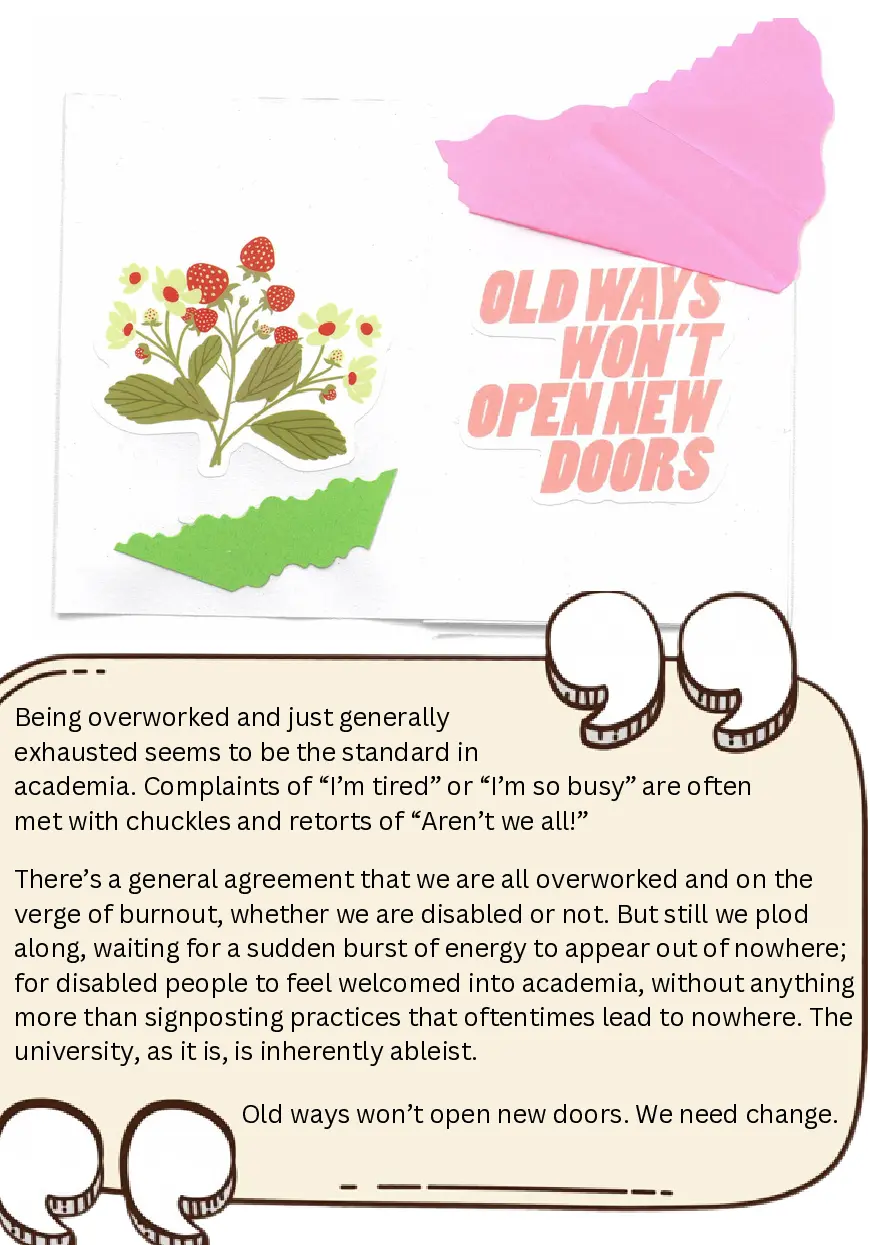 OLD WAYS
WON'T
OPEN NEW
DOORS
Being overworked and just generally
exhausted seems to be the standard in
academia. Complaints of “I’m tired” or “I’m so busy” are often
met with chuckles and retorts of “Aren’t we all!”
There’s a general agreement that we are all overworked and on the
verge of burnout, whether we are disabled or not. But still we plod
along, waiting for a sudden burst of energy to appear out of nowhere;
for disabled people to feel welcomed into academia, without anything
more than signposting practices that oftentimes lead to nowhere. The
university, as it is, is inherently ableist.
Old ways won’t open new doors. We need change.